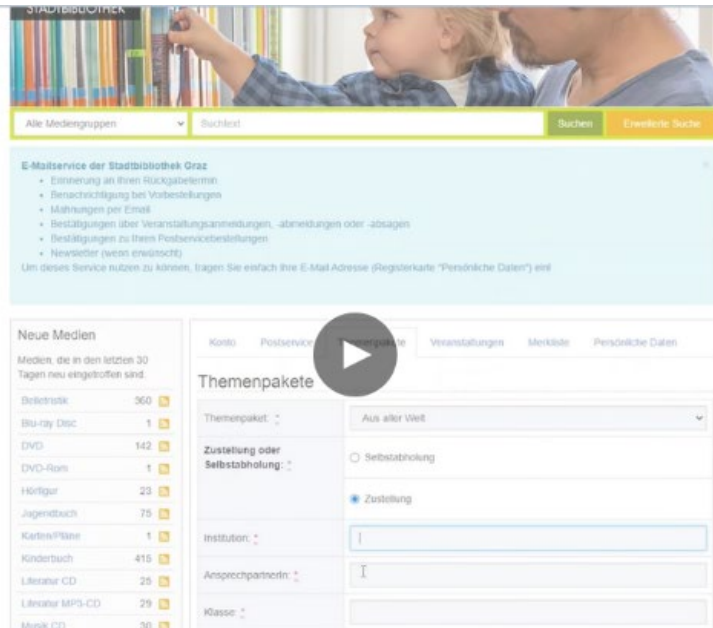 STADTBIBLIOTHEK
Alle Mediengruppen
Suchtext
Suchen
Erweiterte Suche
E-Mailservice der Stadtbibliothek Graz
Erinnerung an Ihren Rückgabetermin
Benachrichtigung bei Vorbestellungen
Mahnungen per Email
Bestätigungen über Veranstaltungsanmeldungen, -abmeldungen oder -absagen
Bestätigungen zu Ihren Postservicebestellungen
Newsletter (wenn erwünscht)
Um dieses Service nutzen zu können, tragen Sie einfach Ihre E-Mail Adresse (Registerkarte "Persönliche Daten") ein!
Neue Medien
Medien, die in den letzten 30
Tagen neu eingetroffen sind.
Belletristik 360
Blu-ray Disc 1
DVD 142
DVD-Rom 1
Hörfigur 23
Jugendbuch 75
Karten/Pläne 1
Kinderbuch 415
Literatur CD 25
Literatur MP3-CD 29
Musik CD 30
Konto Postservice Themenpakete Veranstaltungen Merkliste Persönliche Daten
Themenpakete
Themenpaket: * Aus aller Welt
Zustellung oder
Selbstabholung: *
Selbstabholung
Zustellung
Institution: *
AnsprechpartnerIn: *
Klasse: *